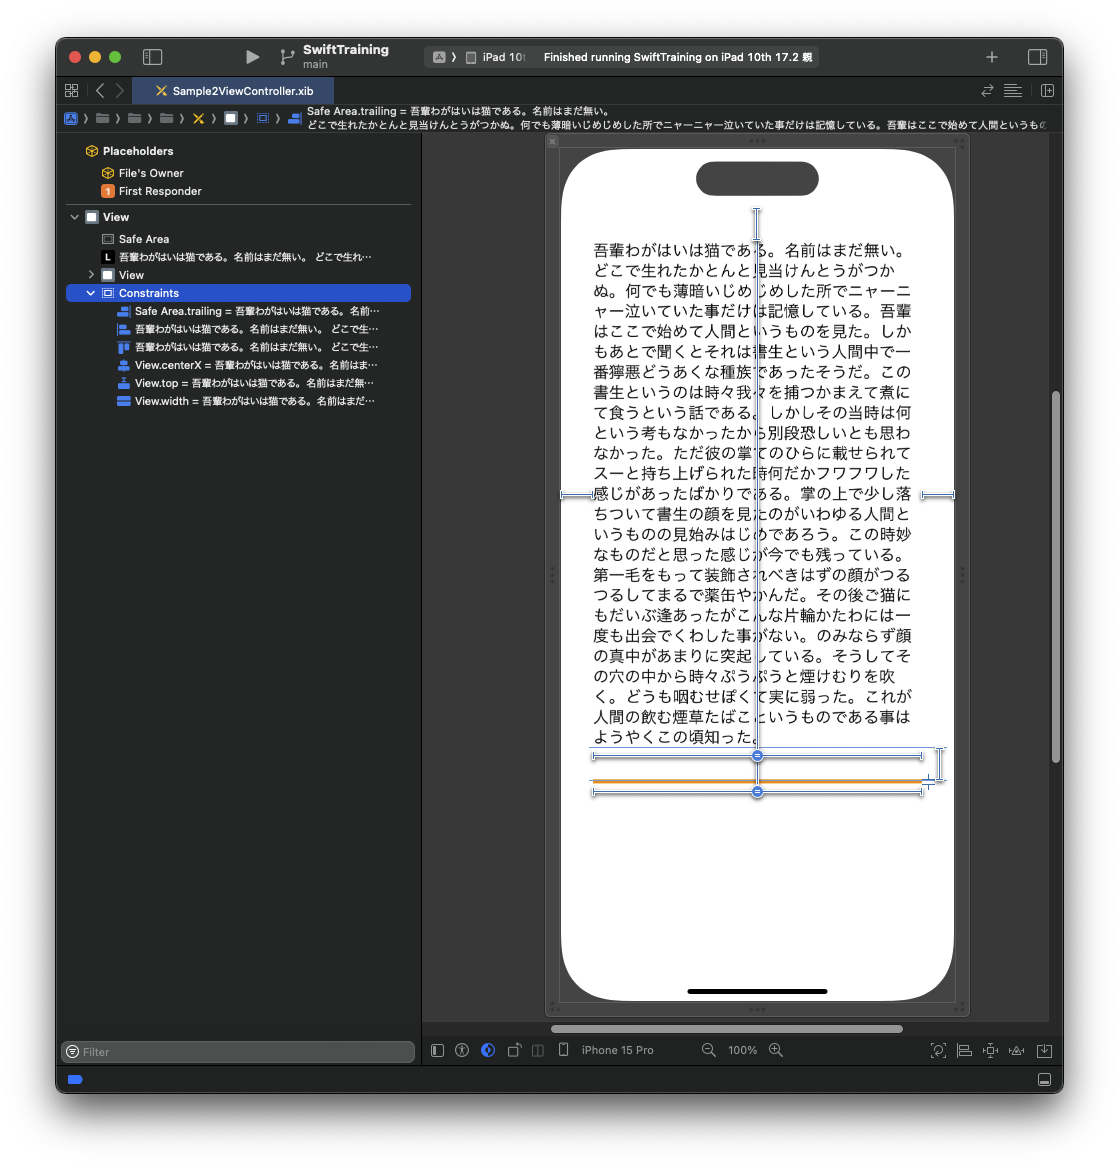 SwiftTraining
main
iPad 10t
Finished running SwiftTraining on iPad 10th 17.2 親
Sample2ViewController.xib
Safe Area.trailing = 吾輩わがはいは猫である。名前はまだ無い。
どこで生れたかとんと見当けんとうがつかぬ。何でも薄暗いじめじめした所でニャーニャー泣いていた事だけは記憶している。吾輩はここで始めて人間というもの
Placeholders
File's Owner
1 First Responder
View
Safe Area
L 吾輩わがはいは猫である。名前はまだ無い。 どこで生れ…
View
Constraints
Safe Area.trailing = 吾輩わがはいは猫である。名前…
吾輩わがはいは猫である。名前はまだ無い。 どこで生…
吾輩わがはいは猫である。名前はまだ無い。 どこで生…
View.centerX = 吾輩わがはいは猫である。名前はま…
View.top = 吾輩わがはいは猫である。名前はまだ無…
View.width = 吾輩わがはいは猫である。名前はまだ…
吾輩わがはいは猫である。名前はまだ無い。
どこで生れたかとんと見当けんとうがつか
ぬ。何でも薄暗いじめじめした所でニャーニ
ャー泣いていた事だけは記憶している。吾輩
はここで始めて人間というものを見た。しか
もあとで聞くとそれは書生という人間中で一
番獰悪どうあくな種族であったそうだ。この
書生というのは時々我々を捕つかまえて煮に
て食うという話である。しかしその当時は何
という考もなかったから別段恐しいとも思わ
なかった。ただ彼の掌てのひらに載せられて
スーと持ち上げられた時何だかフワフワした
感じがあったばかりである。掌の上で少し落
ちついて書生の顔を見たのがいわゆる人間と
いうものの見始みはじめであろう。この時妙
なものだと思った感じが今でも残っている。
第一毛をもって装飾されべきはずの顔がつる
つるしてまるで薬缶やかんだ。その後ご猫に
もだいぶ逢あったがこんな片輪かたわには一
度も出会でくわした事がない。のみならず顔
の真中があまりに突起している。そうしてそ
の穴の中から時々ぷうぷうと煙けむりを吹
く。どうも咽むせぽくて実に弱った。これが
人間の飲む煙草たばこというものである事は
ようやくこの頃知った。
Filter
iPhone 15 Pro
100%